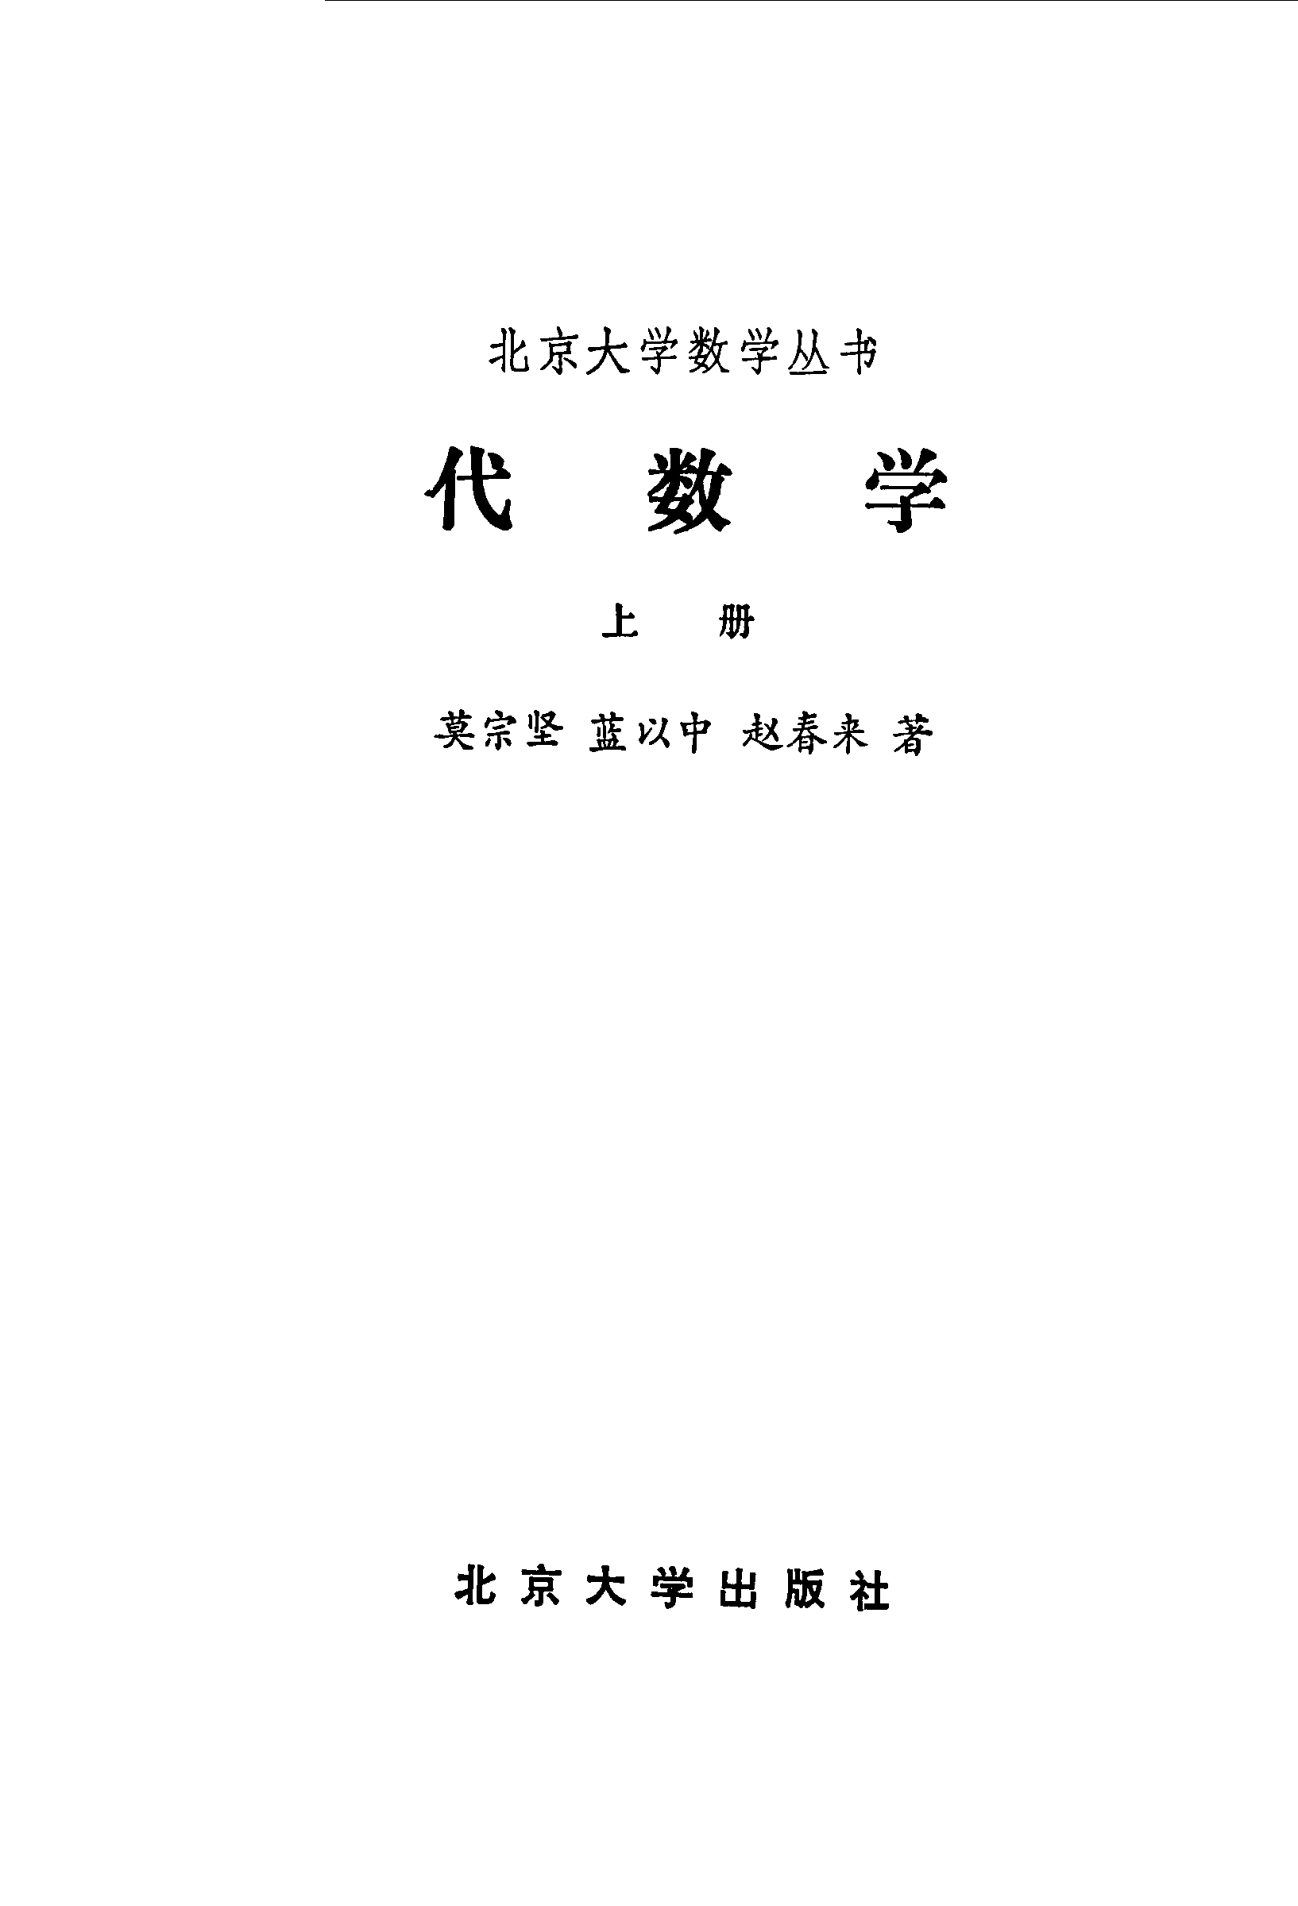 北京大学数学丛书
代数学
上册
莫宗坚 蓝以中 赵春来 著
北京大学出版社